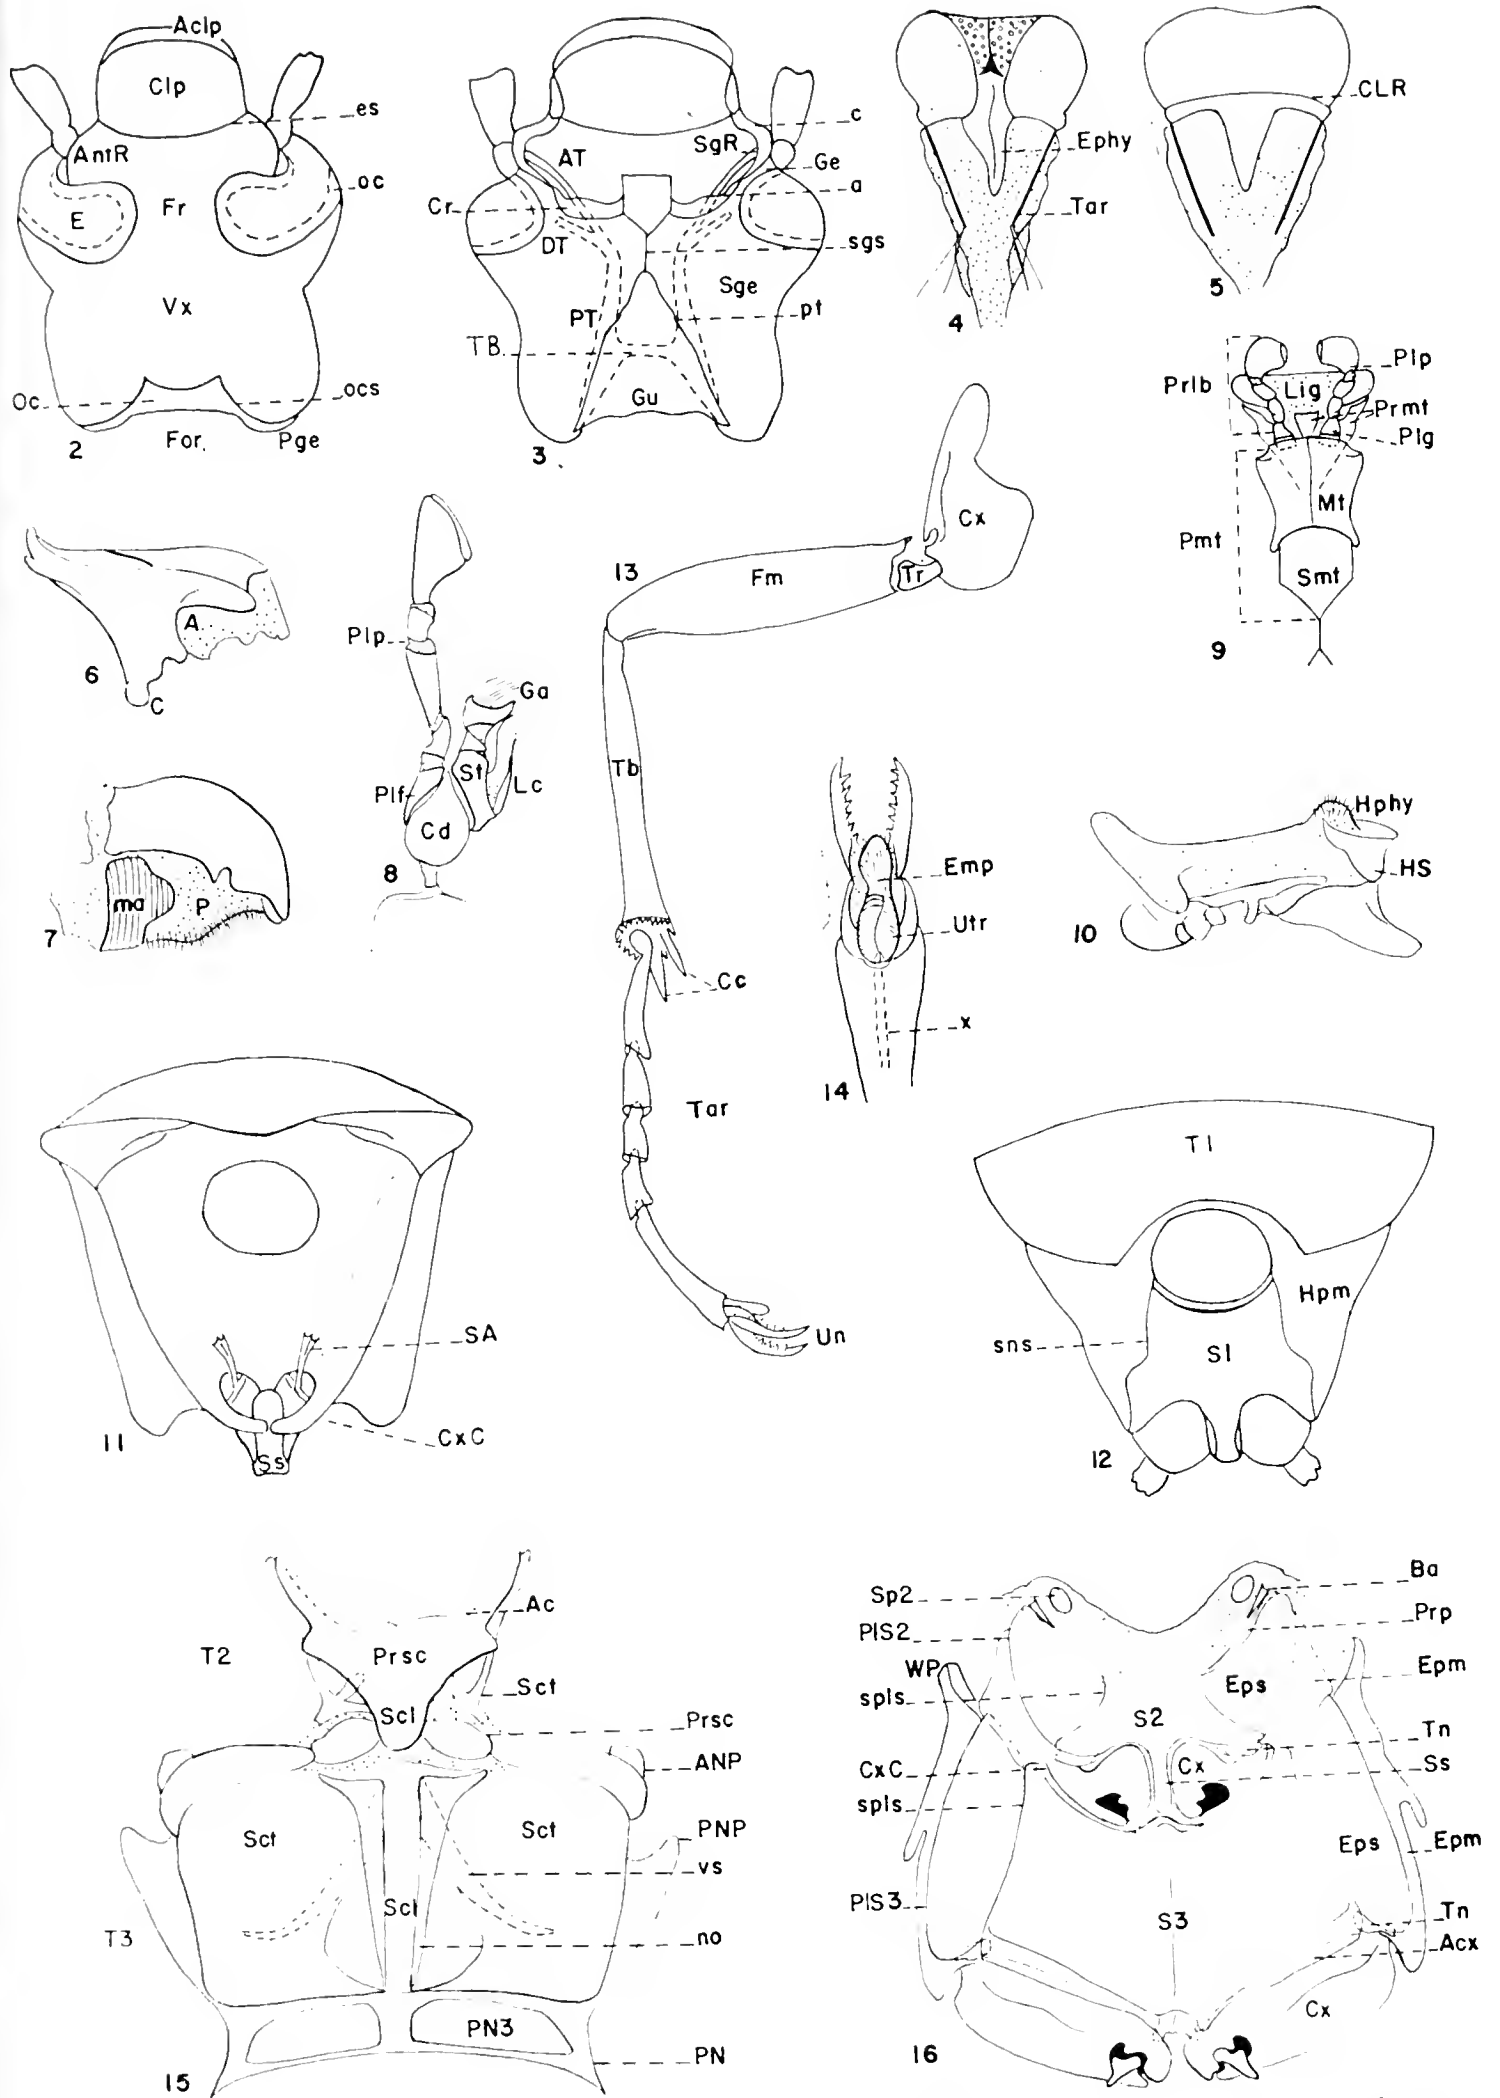 Aclp
Clp
es
AntR
oc
E
Fr
Vx
Oc
ocs
For.
Pge
2
c
AT
SgR
Ge
a
Cr
DT
sgs
Sge
PT
pt
TB
Gu
3
Ephy
Tar
4
CLR
5
Plp
Prlb
Lig
Prmt
Plg
Mt
Pmt
Smt
9
A
6
C
Plp
Ga
St
Plf
Lc
Cd
8
ma
P
7
13
Cx
Fm
Tr
Tb
Cc
Tar
Un
Emp
Utr
x
14
Hphy
HS
10
SA
CxC
11
Ss
T1
Hpm
sns
S1
12
Ac
T2
Prsc
Sct
Scl
Prsc
ANP
Sct
Sct
PNP
vs
Scl
T3
no
PN3
PN
15
Sp2
Ba
PlS2
Prp
WP
Epm
spls
Eps
S2
Tn
CxC
Cx
Ss
spls
Eps
Epm
PlS3
S3
Tn
Acx
Cx
16